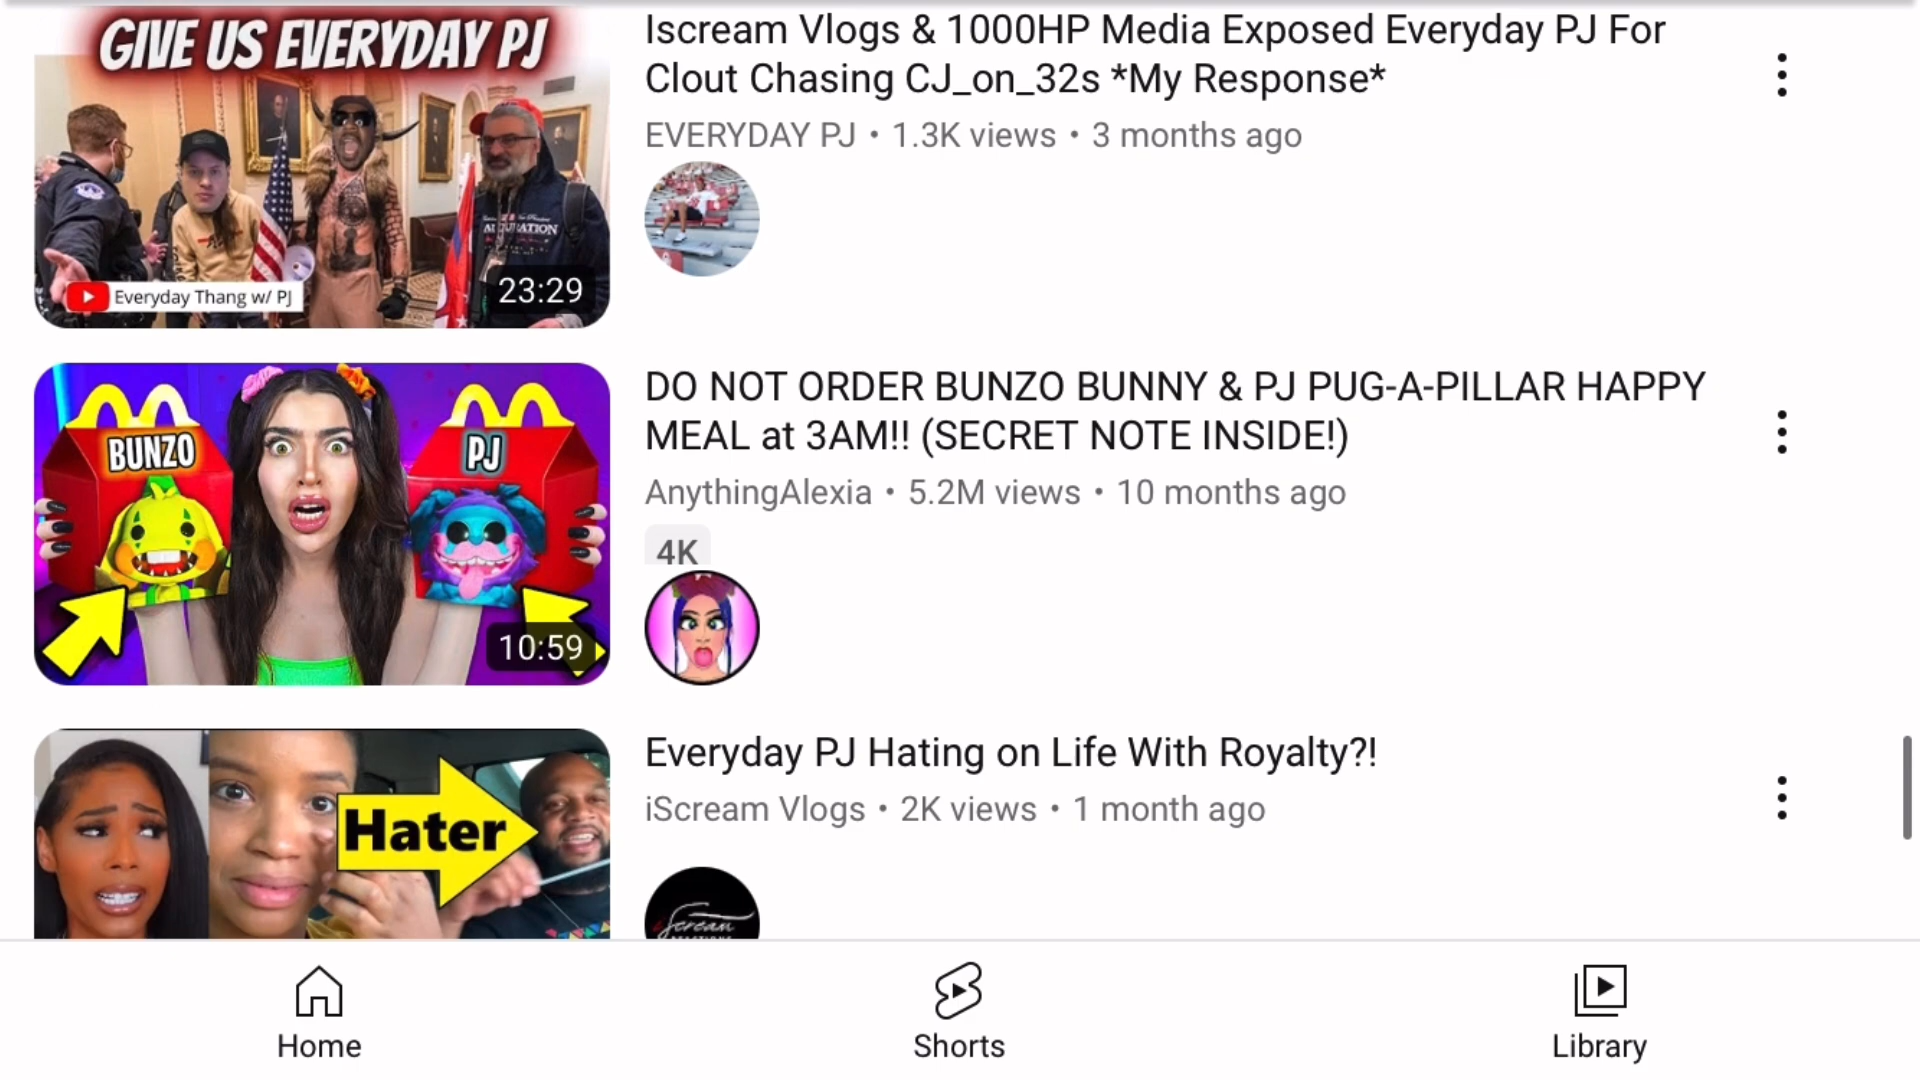 GIVE US EVERYDAY PJ
Everyday Thang w/ PJ
23:29
Iscream Vlogs & 1000HP Media Exposed Everyday PJ For
Clout Chasing CJ_on_32s *My Response*
EVERYDAY PJ • 1.3K views • 3 months ago
BUNZO
PJ
10:59
DO NOT ORDER BUNZO BUNNY & PJ PUG-A-PILLAR HAPPY
MEAL at 3AM!! (SECRET NOTE INSIDE!)
AnythingAlexia • 5.2M views • 10 months ago
4K
Hater
Everyday PJ Hating on Life With Royalty?!
iScream Vlogs • 2K views • 1 month ago
iScream
Home
Shorts
Library